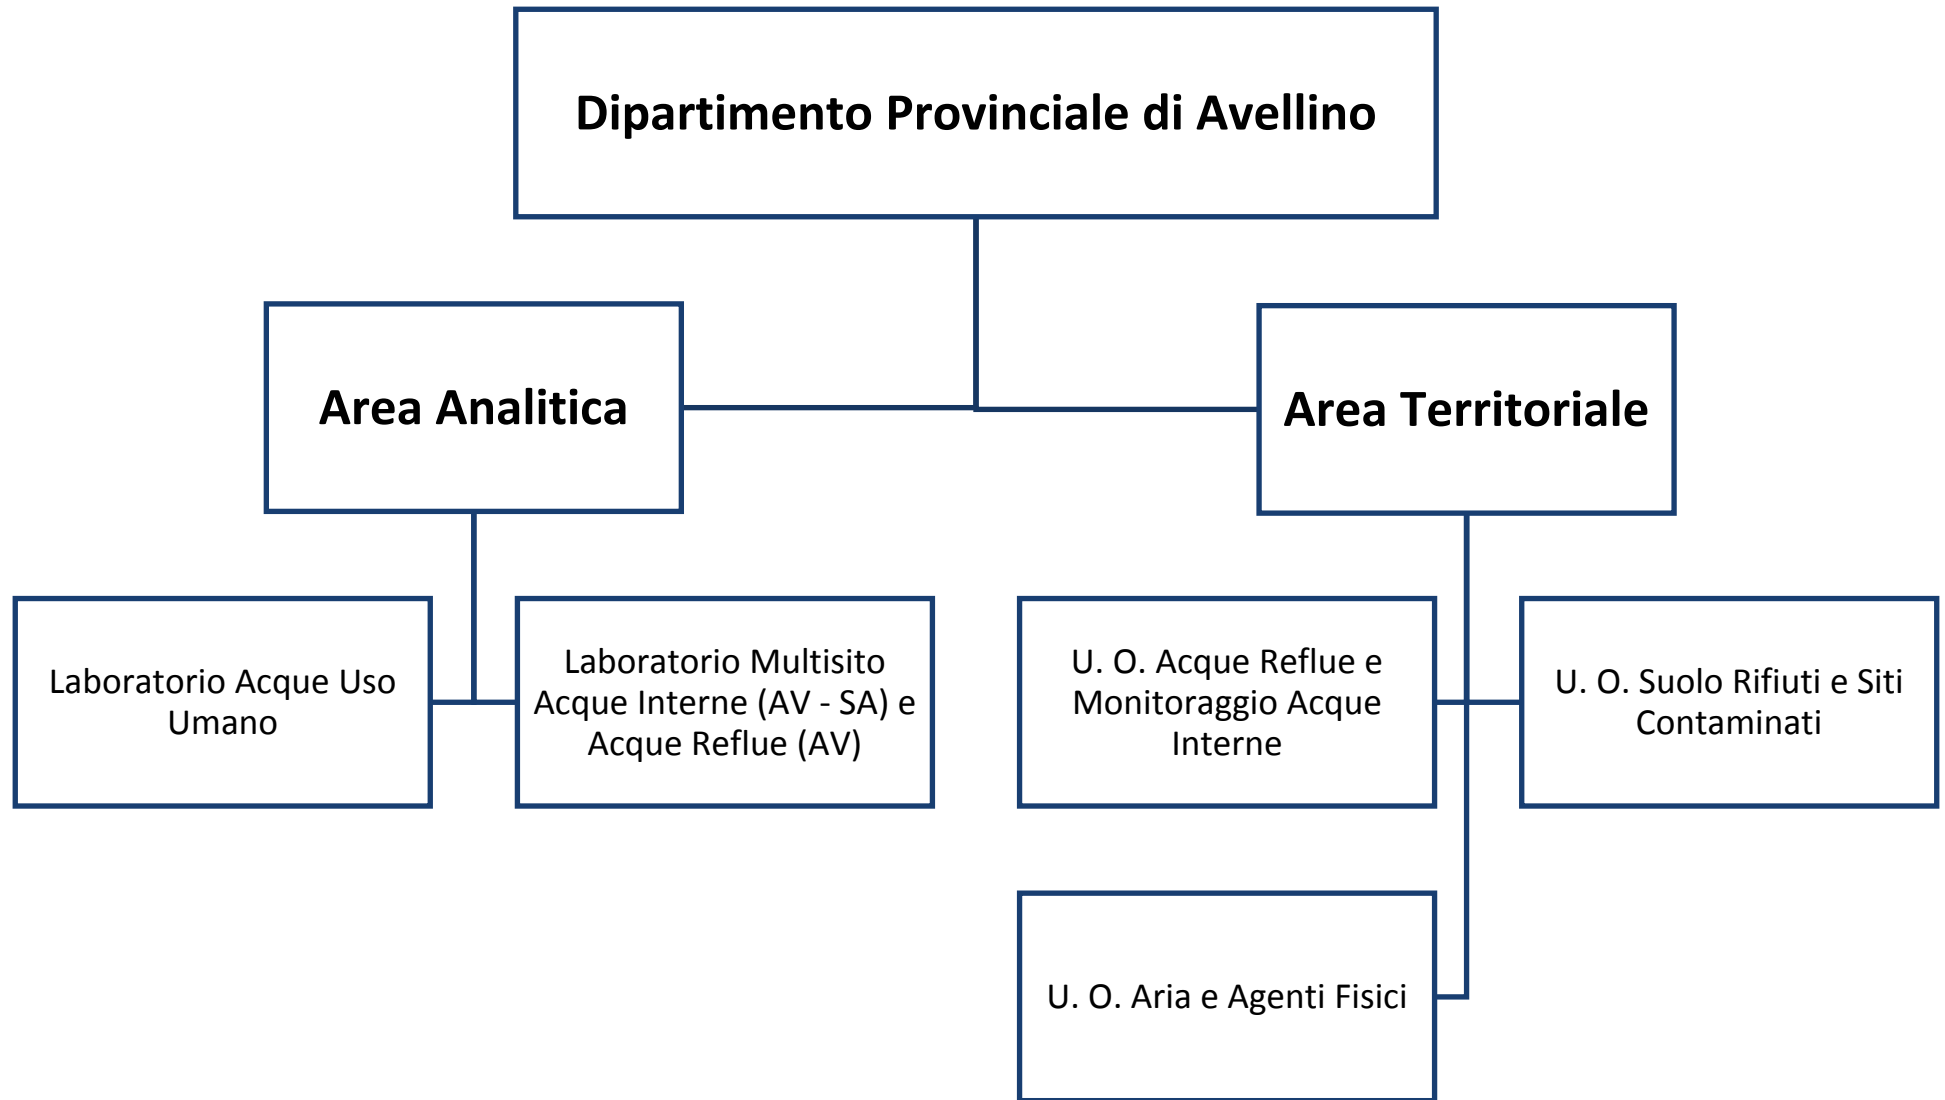 Dipartimento Provinciale di Avellino
Area Analitica
Area Territoriale
Laboratorio Acque Uso
Umano
Laboratorio Multisito
Acque Interne (AV - SA) e
Acque Reflue (AV)
U. O. Acque Reflue e
Monitoraggio Acque
Interne
U. O. Suolo Rifiuti e Siti
Contaminati
U. O. Aria e Agenti Fisici